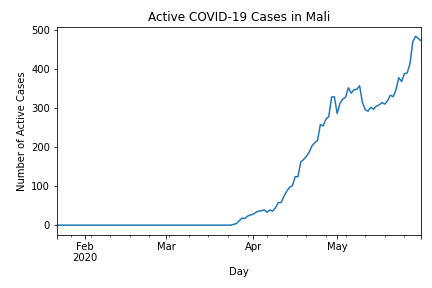 Active COVID-19 Cases in Mali
500
400
300
200
100
0
Number of Active Cases
Feb
2020
Mar
Apr
May
Day